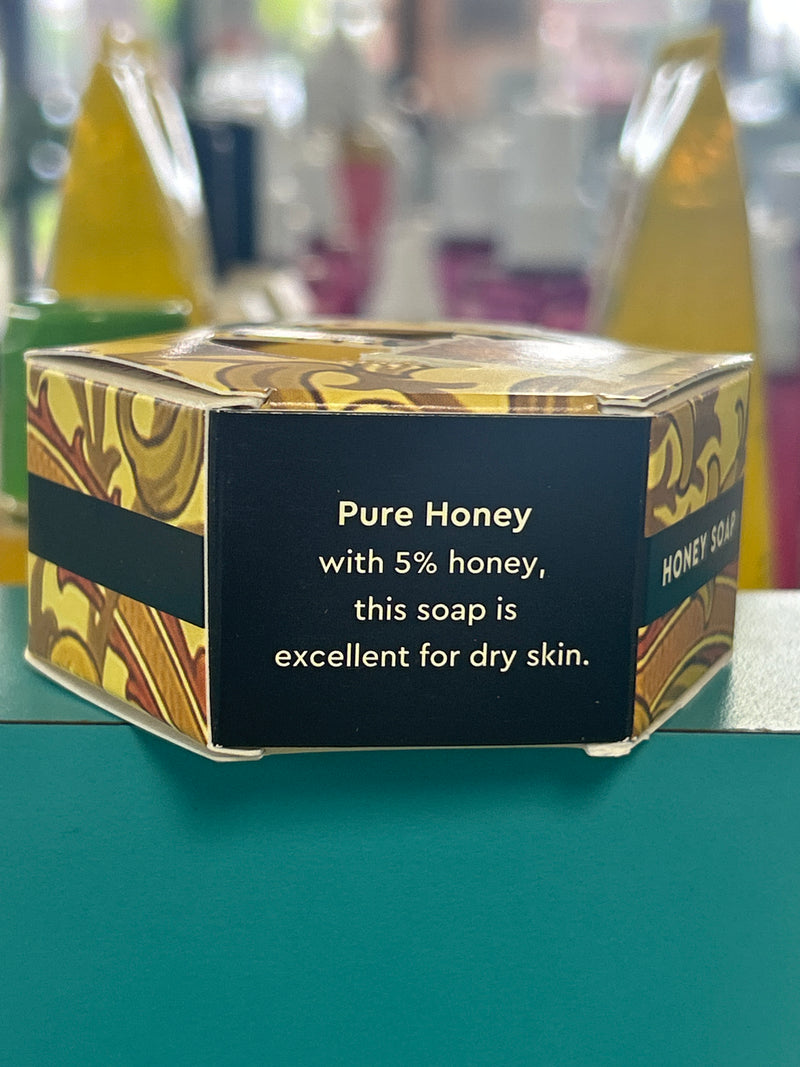 Pure Honey
with 5% honey,
this soap is
excellent for dry skin.
HONEY SOAP